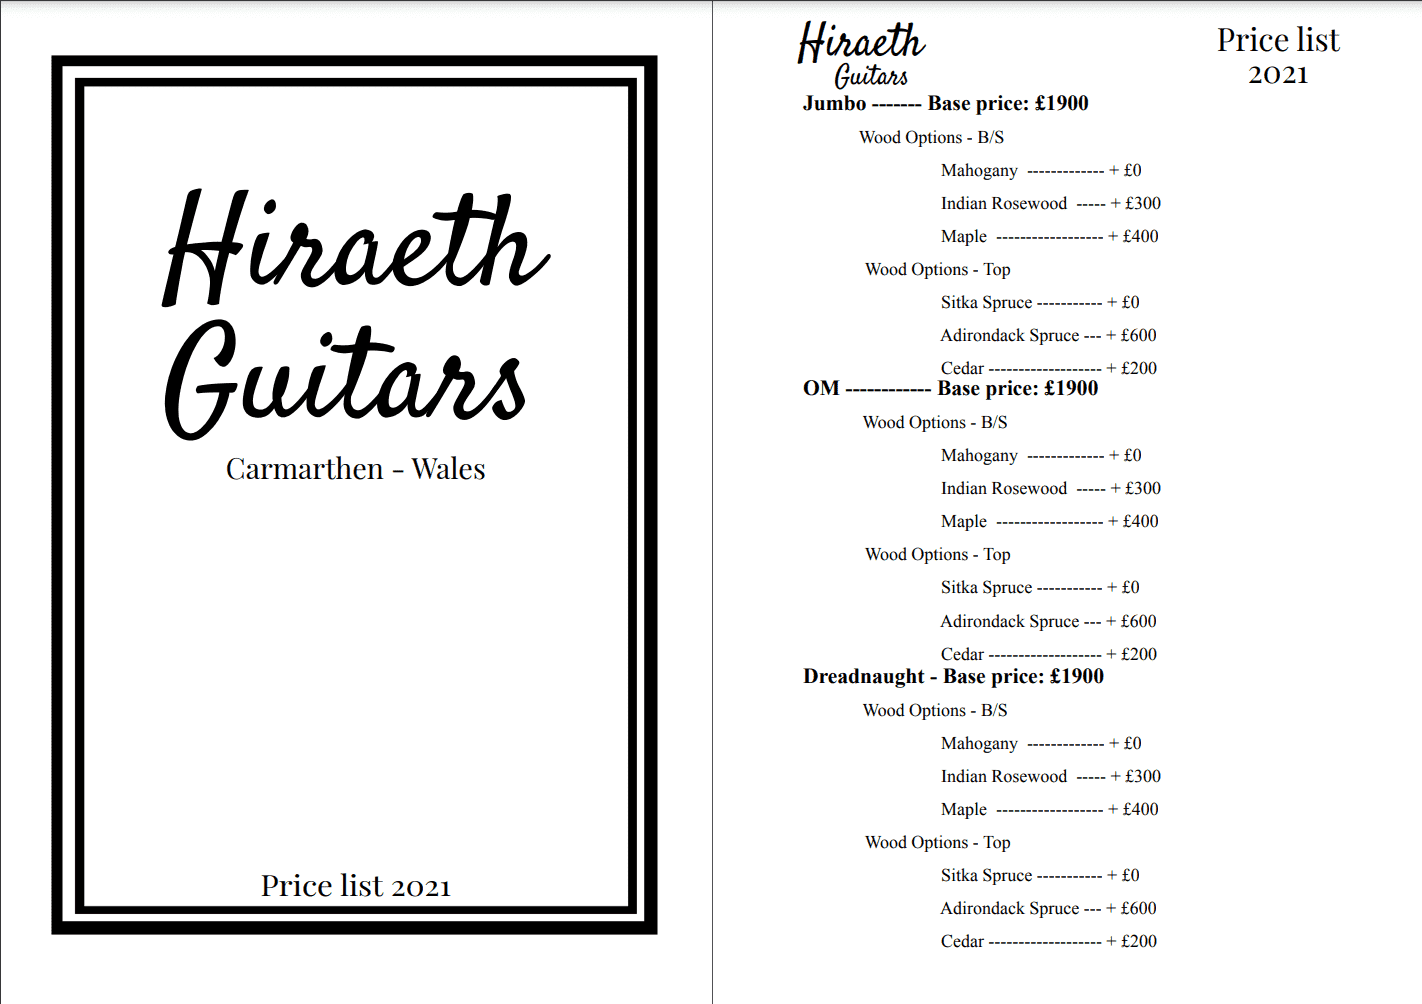 Hiraeth
Guitars
Carmarthen - Wales
Price list 2021
Hiraeth
Guitars
Price list
2021
Jumbo ------- Base price: £1900
Wood Options - B/S
Mahogany ------------- + £0
Indian Rosewood ----- + £300
Maple ------------------ + £400
Wood Options - Top
Sitka Spruce ----------- + £0
Adirondack Spruce --- + £600
Cedar ------------------- + £200
OM ------------ Base price: £1900
Wood Options - B/S
Mahogany ------------- + £0
Indian Rosewood ----- + £300
Maple ------------------ + £400
Wood Options - Top
Sitka Spruce ----------- + £0
Adirondack Spruce --- + £600
Cedar ------------------- + £200
Dreadnaught - Base price: £1900
Wood Options - B/S
Mahogany ------------- + £0
Indian Rosewood ----- + £300
Maple ------------------ + £400
Wood Options - Top
Sitka Spruce ----------- + £0
Adirondack Spruce --- + £600
Cedar ------------------- + £200